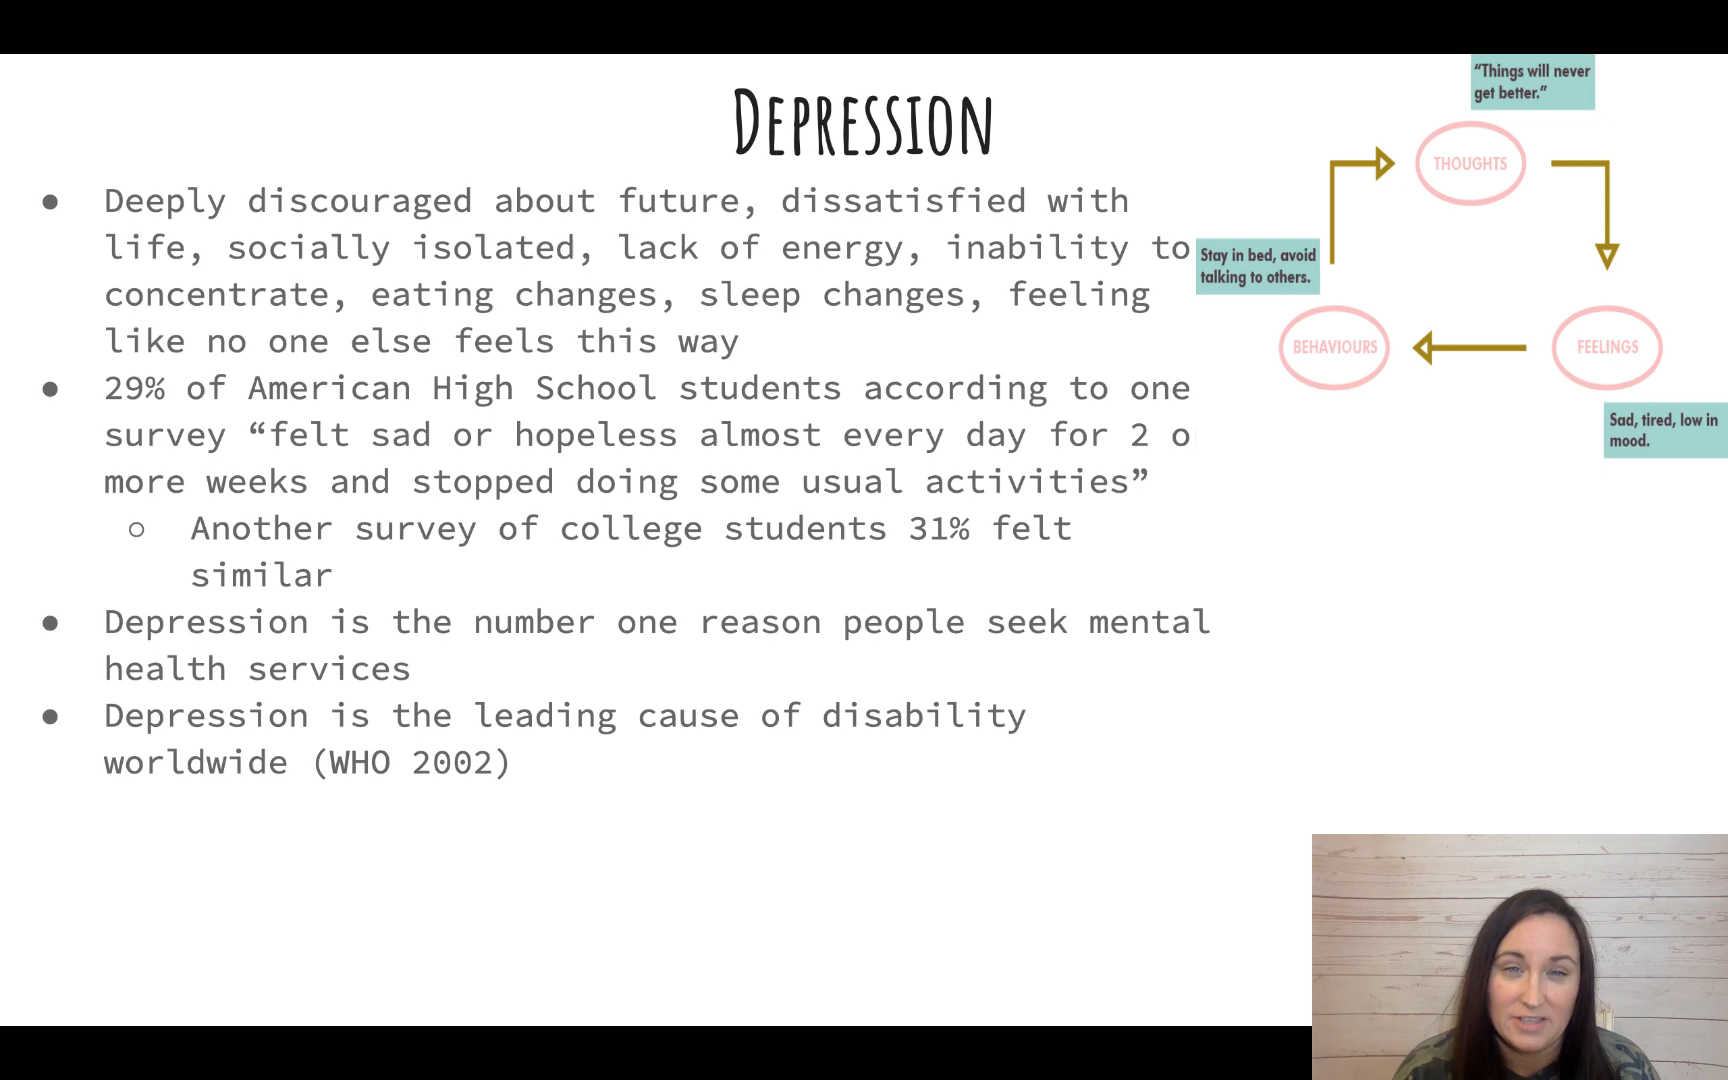 DEPRESSION
● Deeply discouraged about future, dissatisfied with
life, socially isolated, lack of energy, inability to
concentrate, eating changes, sleep changes, feeling
like no one else feels this way
● 29% of American High School students according to one
survey “felt sad or hopeless almost every day for 2 o
more weeks and stopped doing some usual activities”
○ Another survey of college students 31% felt
similar
● Depression is the number one reason people seek mental
health services
● Depression is the leading cause of disability
worldwide (WHO 2002)
“Things will never
get better.”
THOUGHTS
Stay in bed, avoid
talking to others.
BEHAVIOURS
FEELINGS
Sad, tired, low in
mood.